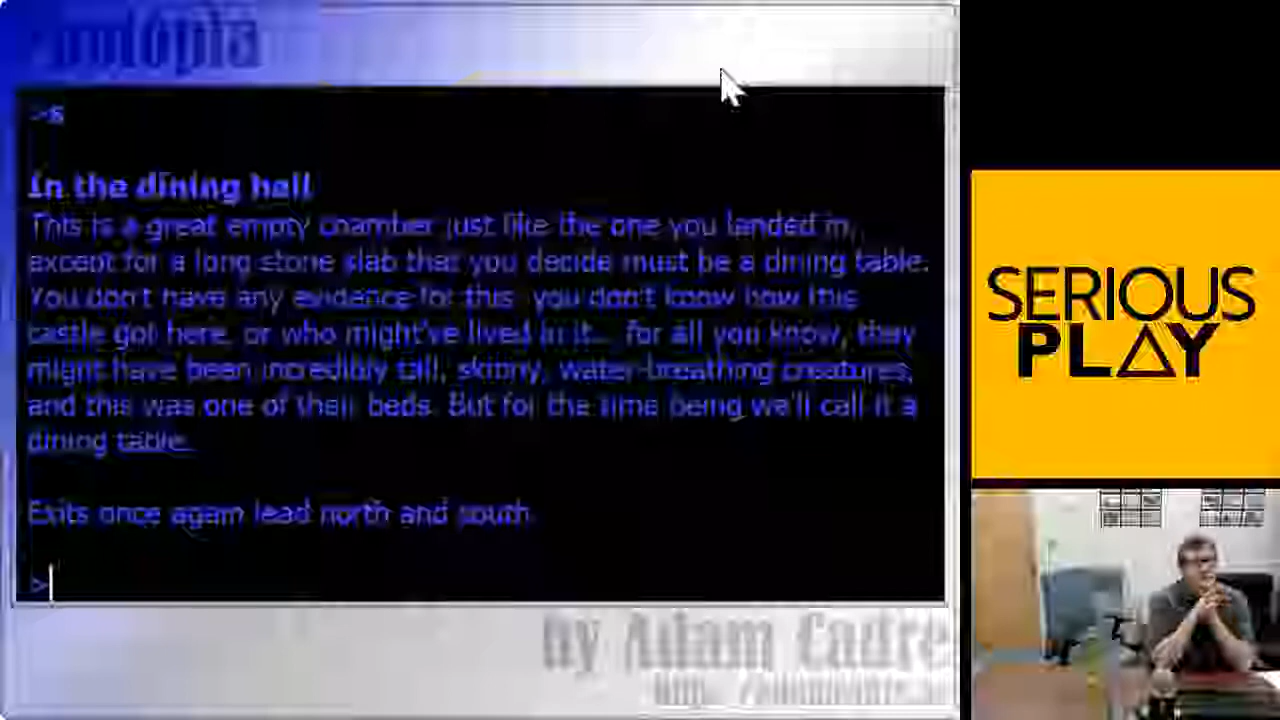 >s
In the dining hall
This is a great empty chamber just like the one you landed in,
except for a long stone slab that you decide must be a dining table.
You don't have any evidence for this; you don't know how this
castle got here, or who might've lived in it... for all you know, they
might have been incredibly tall, skinny, water-breathing creatures,
and this was one of their beds. But for the time being we'll call it a
dining table.
Exits once again lead north and south.
>
by Adam Cadre
SERIOUS
PLAY